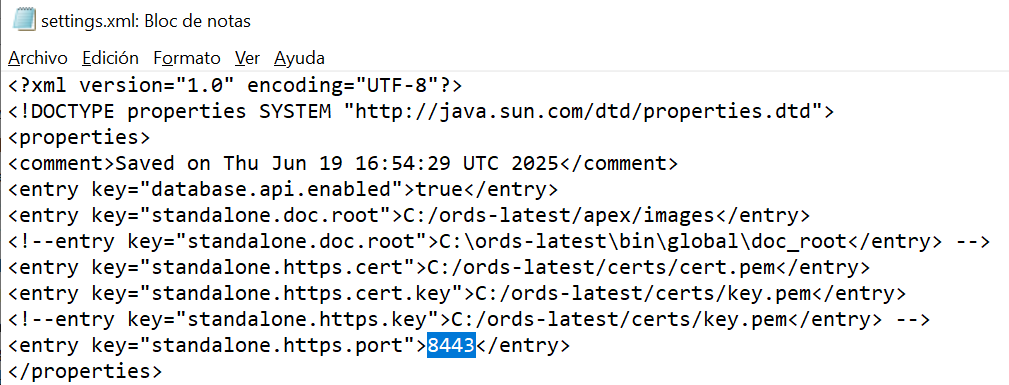 settings.xml: Bloc de notas
Archivo Edición Formato Ver Ayuda
<?xml version="1.0" encoding="UTF-8"?>
<!DOCTYPE properties SYSTEM "http://java.sun.com/dtd/properties.dtd">
<properties>
<comment>Saved on Thu Jun 19 16:54:29 UTC 2025</comment>
<entry key="database.api.enabled">true</entry>
<entry key="standalone.doc.root">C:/ords-latest/apex/images</entry>
<!--entry key="standalone.doc.root">C:\ords-latest\bin\global\doc_root</entry> -->
<entry key="standalone.https.cert">C:/ords-latest/certs/cert.pem</entry>
<entry key="standalone.https.cert.key">C:/ords-latest/certs/key.pem</entry>
<!--entry key="standalone.https.key">C:/ords-latest/certs/key.pem</entry> -->
<entry key="standalone.https.port">8443</entry>
</properties>